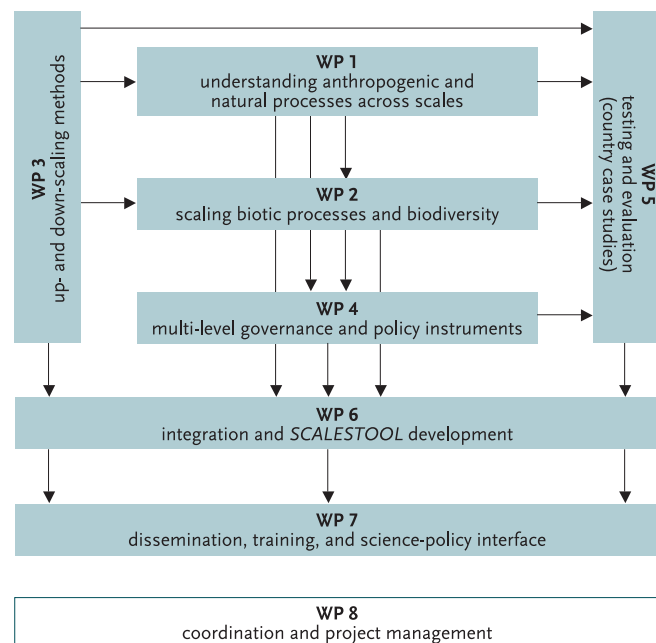 WP 3
up- and down-scaling methods
WP 1
understanding anthropogenic and
natural processes across scales
WP 2
scaling biotic processes and biodiversity
WP 4
multi-level governance and policy instruments
WP 5
testing and evaluation
(country case studies)
WP 6
integration and SCALESTOOL development
WP 7
dissemination, training, and science-policy interface
WP 8
coordination and project management